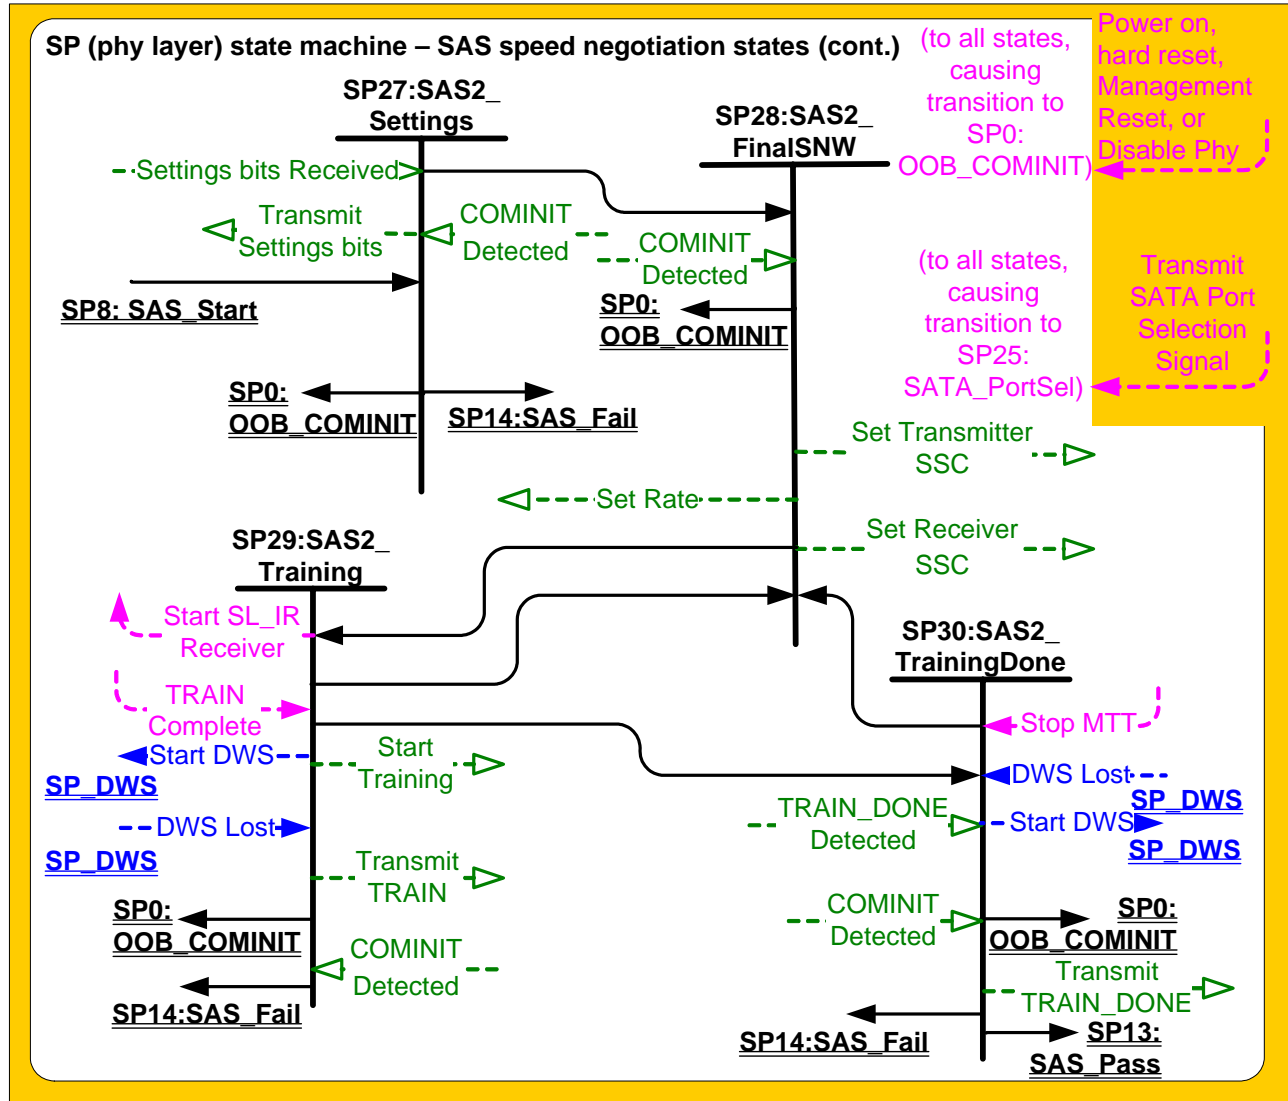 SP (phy layer) state machine – SAS speed negotiation states (cont.)
(to all states,
causing
transition to
SP0:
OOB_COMINIT)
Power on,
hard reset,
Management
Reset, or
Disable Phy
SP27:SAS2_
Settings
SP28:SAS2_
FinalSNW
Settings bits Received
Transmit
Settings bits
COMINIT
Detected
COMINIT
Detected
SP8: SAS_Start
SP0:
OOB_COMINIT
(to all states,
causing
transition to
SP25:
SATA_PortSel)
Transmit
SATA Port
Selection
Signal
SP0:
OOB_COMINIT
SP14:SAS_Fail
Set Transmitter
SSC
Set Rate
Set Receiver
SSC
SP29:SAS2_
Training
Start SL_IR
Receiver
TRAIN
Complete
Start DWS
SP_DWS
Start
Training
DWS Lost
SP_DWS
Transmit
TRAIN
SP0:
OOB_COMINIT
COMINIT
Detected
SP14:SAS_Fail
SP30:SAS2_
TrainingDone
Stop MTT
DWS Lost
SP_DWS
TRAIN_DONE
Detected
Start DWS
SP_DWS
COMINIT
Detected
SP0:
OOB_COMINIT
Transmit
TRAIN_DONE
SP14:SAS_Fail
SP13:
SAS_Pass